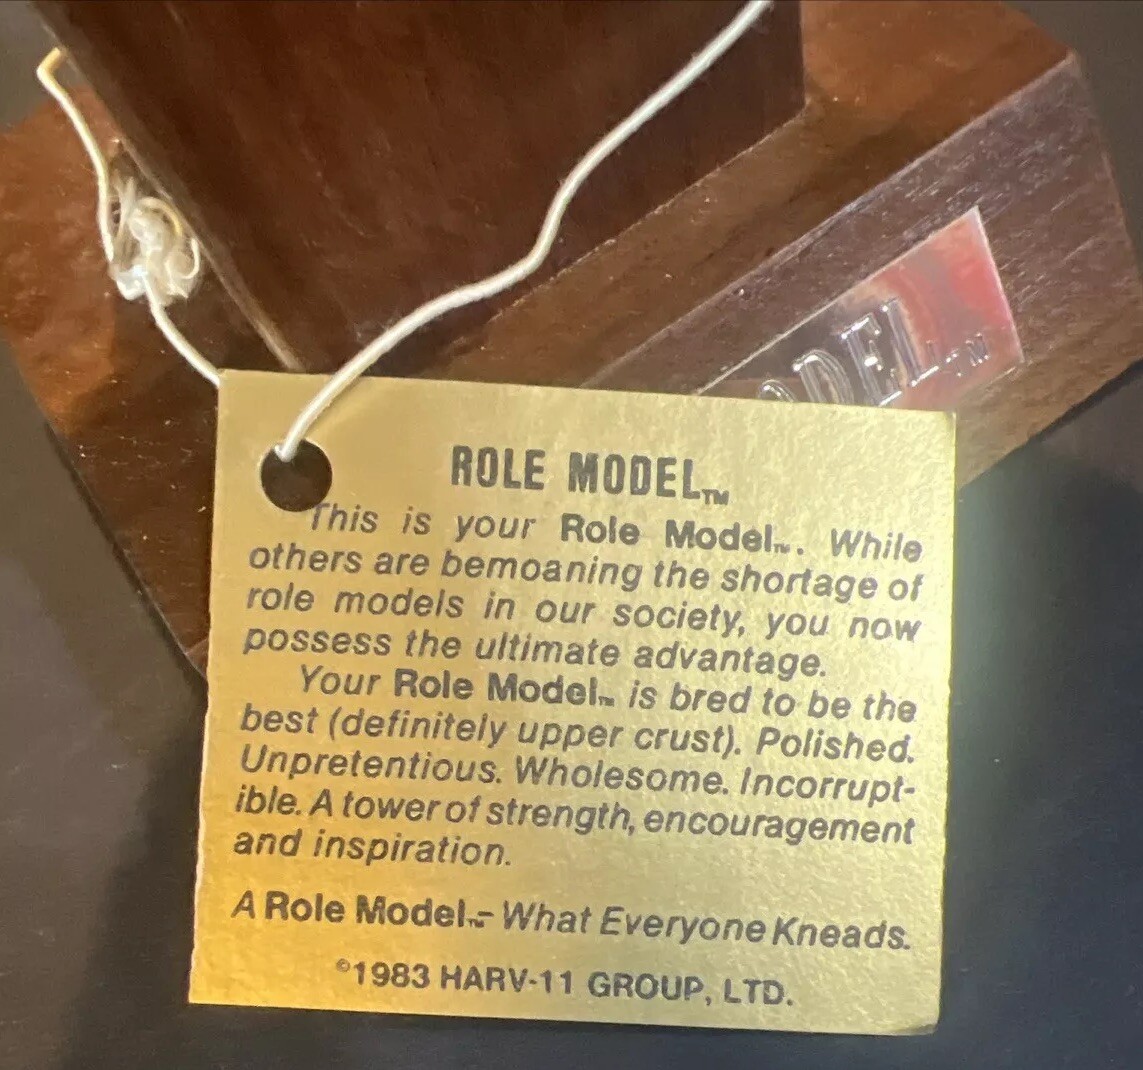 ODEL
ROLE MODEL™
This is your Role Model™. While
others are bemoaning the shortage of
role models in our society, you now
possess the ultimate advantage.
Your Role Model™ is bred to be the
best (definitely upper crust). Polished.
Unpretentious. Wholesome. Incorrupt-
ible. A tower of strength, encouragement
and inspiration.
A Role Model™- What Everyone Kneads.
©1983 HARV-11 GROUP, LTD.